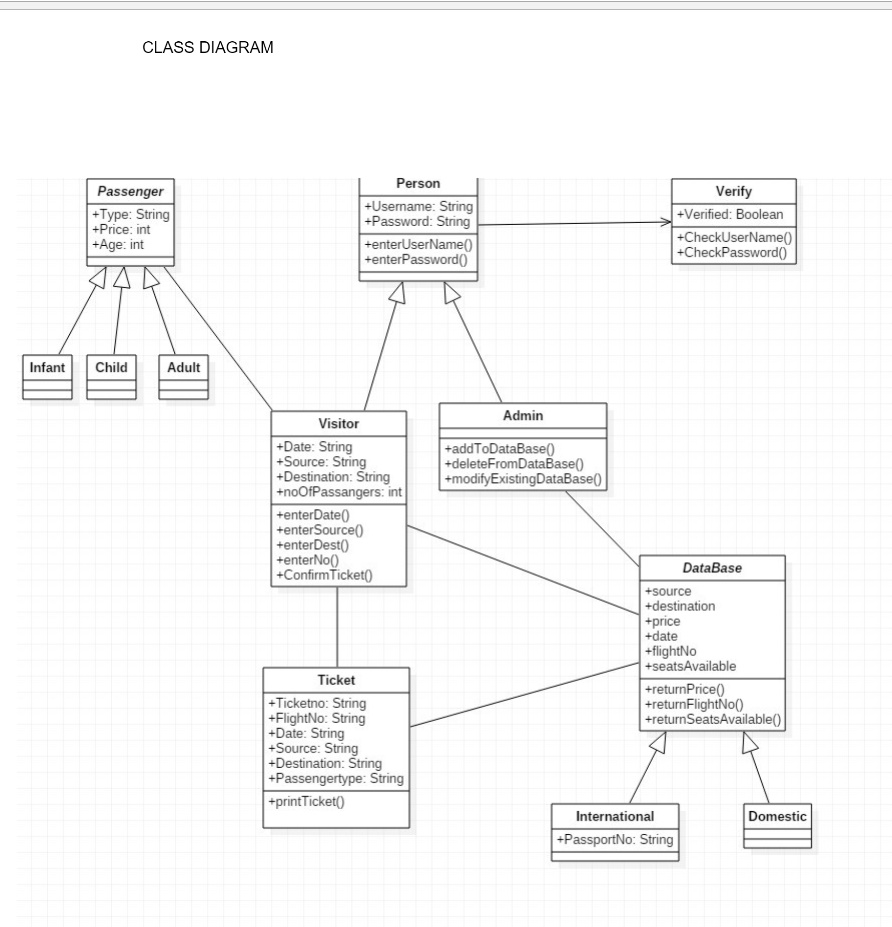 CLASS DIAGRAM
Passenger
+Type: String
+Price: int
+Age: int
Person
+Username: String
+Password: String
+enterUserName()
+enterPassword()
Verify
+Verified: Boolean
+CheckUserName()
+CheckPassword()
Infant
Child
Adult
Visitor
+Date: String
+Source: String
+Destination: String
+noOfPassangers: int
+enterDate()
+enterSource()
+enterDest()
+enterNo()
+ConfirmTicket()
Admin
+addToDataBase()
+deleteFromDataBase()
+modifyExistingDataBase()
DataBase
+source
+destination
+price
+date
+flightNo
+seatsAvailable
+returnPrice()
+returnFlightNo()
+returnSeatsAvailable()
Ticket
+Ticketno: String
+FlightNo: String
+Date: String
+Source: String
+Destination: String
+Passengertype: String
+printTicket()
International
+PassportNo: String
Domestic